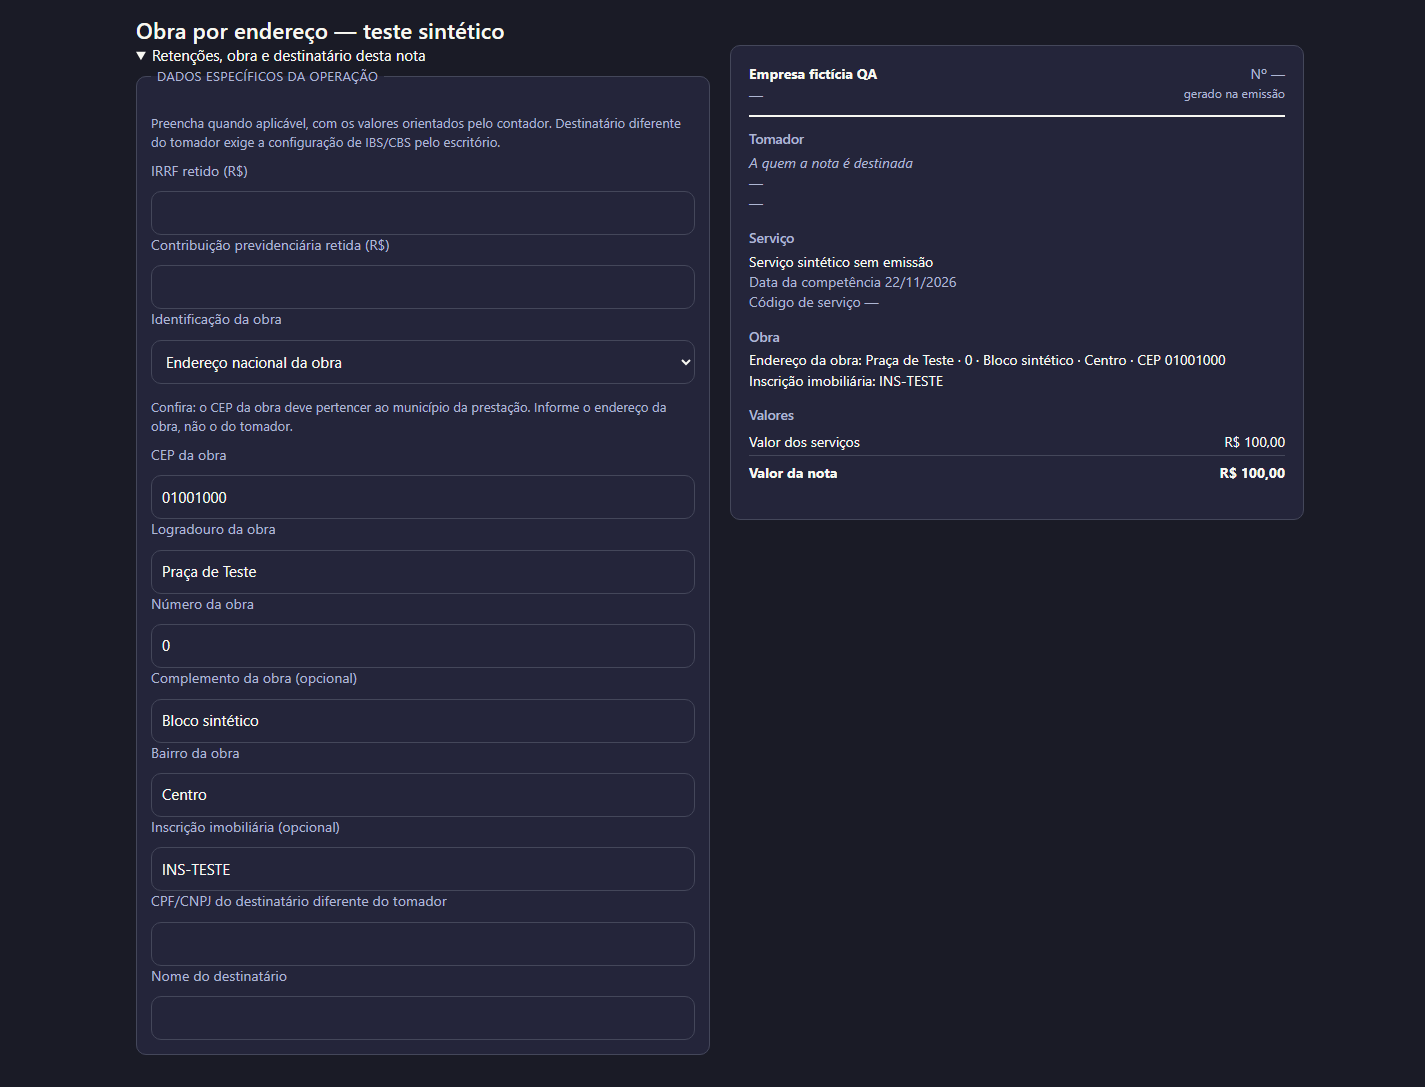 Obra por endereço — teste sintético
▼ Retenções, obra e destinatário desta nota
DADOS ESPECÍFICOS DA OPERAÇÃO
Preencha quando aplicável, com os valores orientados pelo contador. Destinatário diferente
do tomador exige a configuração de IBS/CBS pelo escritório.
IRRF retido (R$)
Contribuição previdenciária retida (R$)
Identificação da obra
Endereço nacional da obra
Confira: o CEP da obra deve pertencer ao município da prestação. Informe o endereço da
obra, não o do tomador.
CEP da obra
01001000
Logradouro da obra
Praça de Teste
Número da obra
0
Complemento da obra (opcional)
Bloco sintético
Bairro da obra
Centro
Inscrição imobiliária (opcional)
INS-TESTE
CPF/CNPJ do destinatário diferente do tomador
Nome do destinatário
Empresa fictícia QA
Nº —
—
gerado na emissão
Tomador
A quem a nota é destinada
—
—
Serviço
Serviço sintético sem emissão
Data da competência 22/11/2026
Código de serviço —
Obra
Endereço da obra: Praça de Teste · 0 · Bloco sintético · Centro · CEP 01001000
Inscrição imobiliária: INS-TESTE
Valores
Valor dos serviços R$ 100,00
Valor da nota R$ 100,00